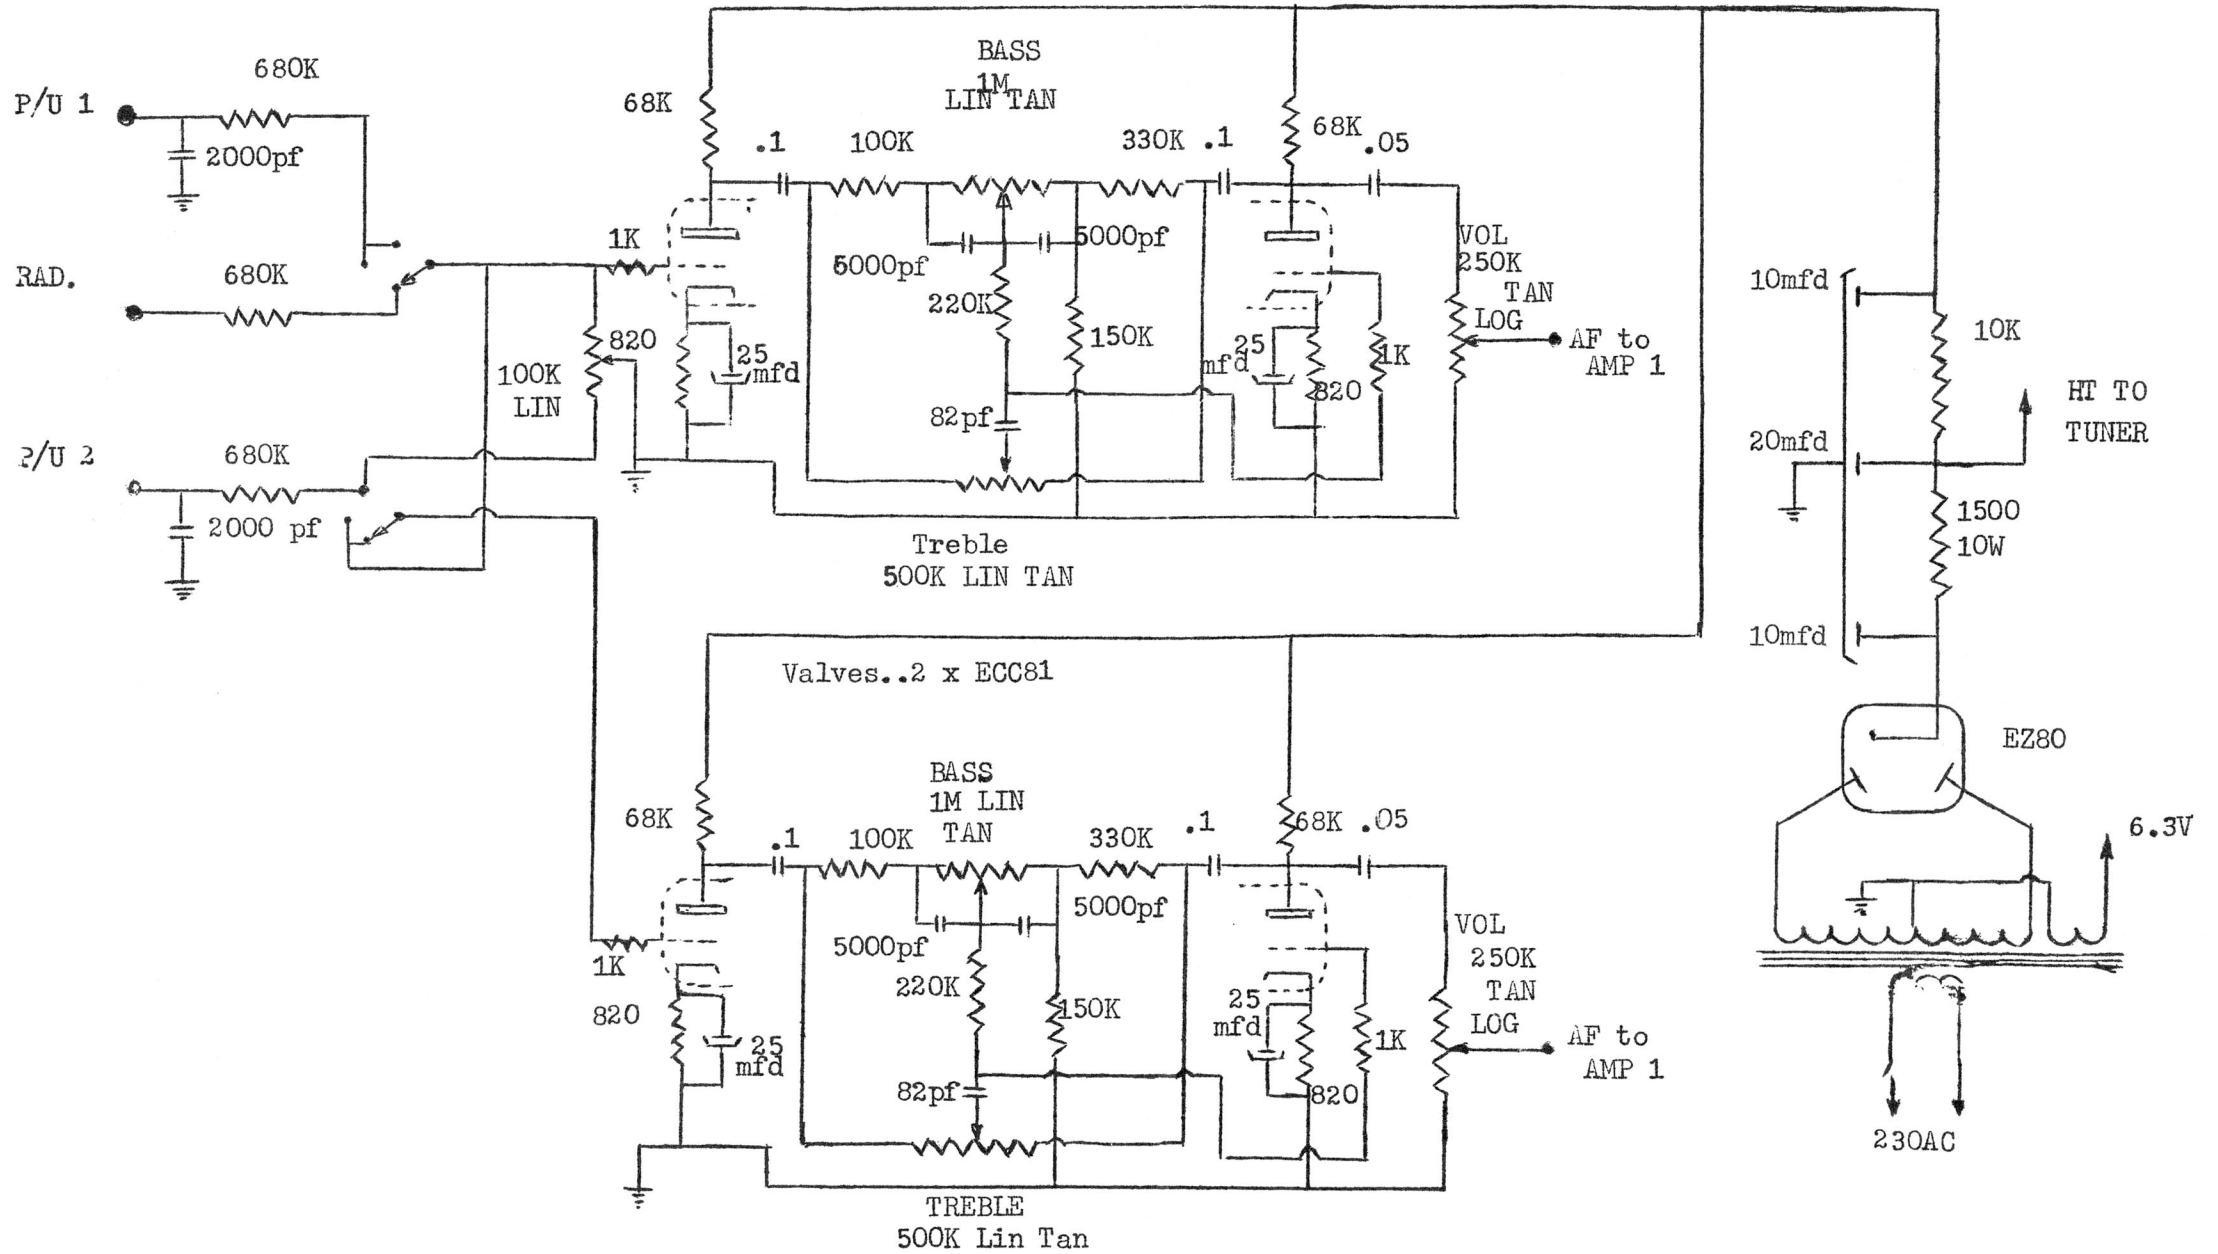 680K
P/U 1
2000pf
RAD.
680K
P/U 2
680K
2000 pf
100K
LIN
1K
820
25
mfd
68K
.1
100K
BASS
1M
LIN TAN
330K
.1
68K
.05
5000pf
5000pf
220K
150K
82pf
25
mfd
820
1K
VOL
250K
TAN
LOG
AF to
AMP 1
Treble
500K LIN TAN
10mfd
10K
HT TO
TUNER
20mfd
1500
10W
10mfd
EZ80
6.3V
230AC
Valves..2 x ECC81
BASS
1M LIN
TAN
68K
.1
100K
330K
.1
68K
.05
5000pf
5000pf
1K
820
25
mfd
220K
150K
82pf
25
mfd
820
1K
VOL
250K
TAN
LOG
AF to
AMP 1
TREBLE
500K Lin Tan